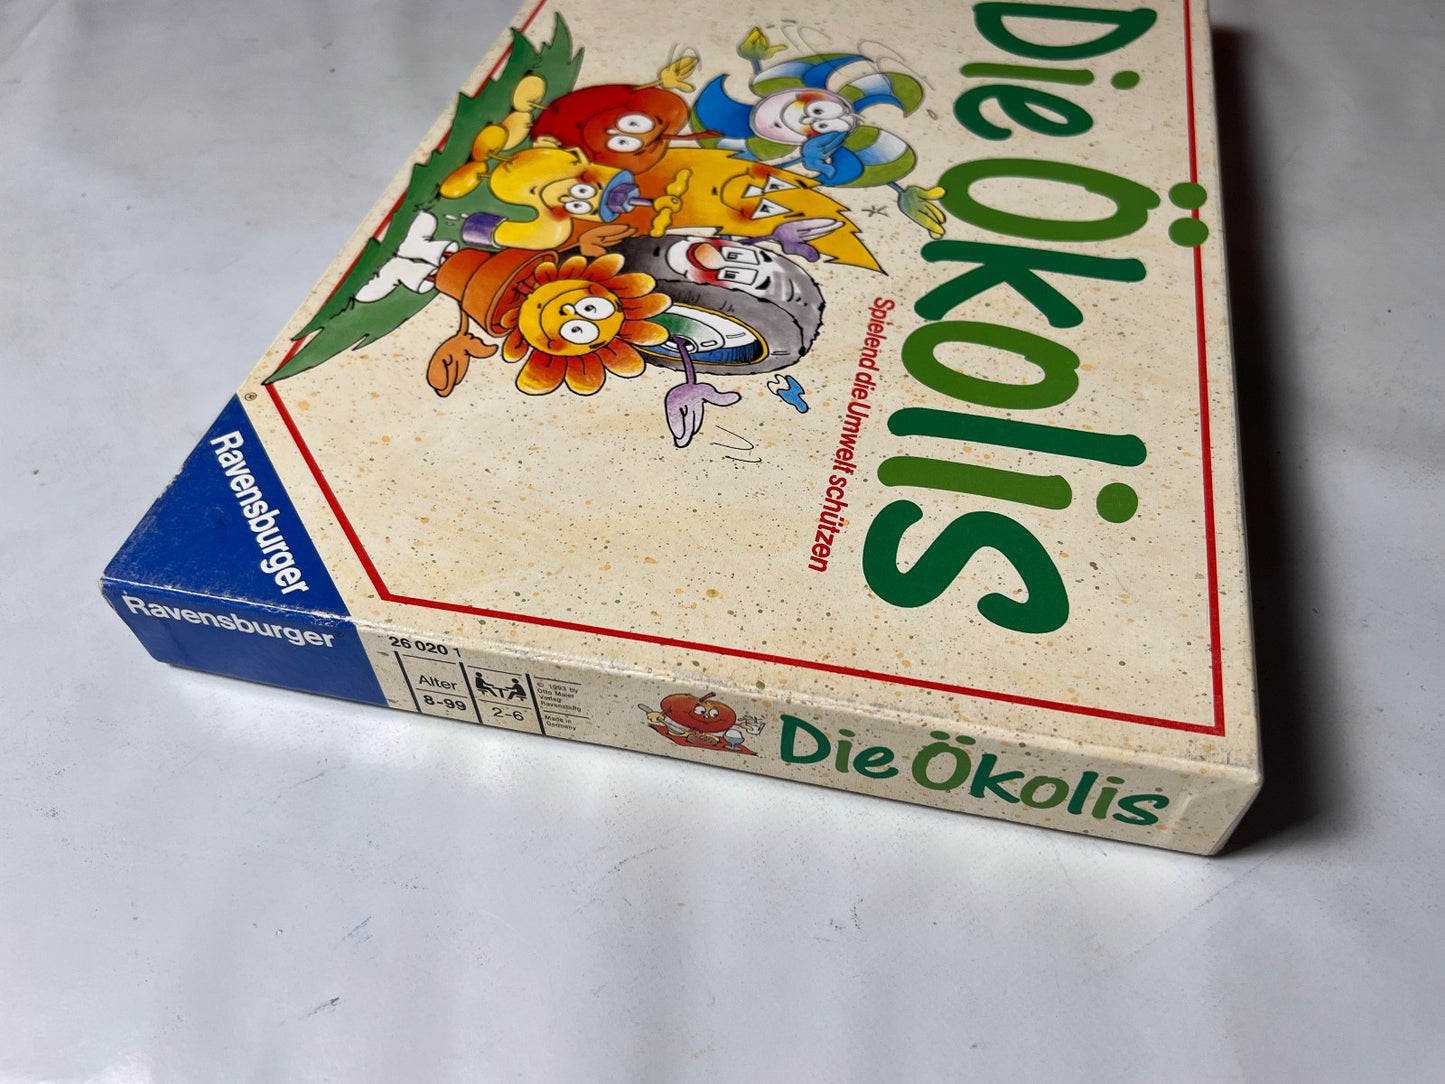 Die Ökolis
Spielend die Umwelt schützen
Ravensburger
®
Ravensburger
26 020 1
Alter
8-99
2-6
© 1993 by
Otto Maier
Verlag
Ravensburg
Made in
Germany
Die Ökolis